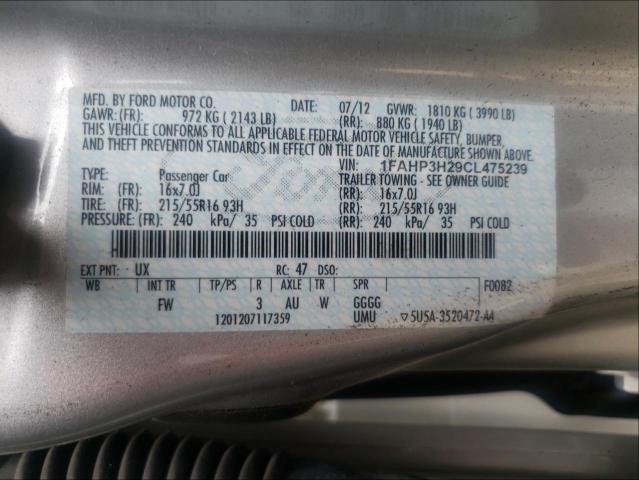 MFD. BY FORD MOTOR CO. DATE: 07/12 GVWR: 1810 KG ( 3990 LB)
GAWR: (FR): 972 KG ( 2143 LB) (RR): 880 KG ( 1940 LB)
THIS VEHICLE CONFORMS TO ALL APPLICABLE FEDERAL MOTOR VEHICLE SAFETY, BUMPER,
AND THEFT PREVENTION STANDARDS IN EFFECT ON THE DATE OF MANUFACTURE SHOWN ABOVE.
VIN: 1FAHP3H29CL475239
TYPE: Passenger Car TRAILER TOWING - SEE OWNER GUIDE
RIM: (FR) 16x7.0J (RR): 16x7.0J
TIRE: (FR) 215/55R16 93H (RR): 215/55R16 93H
PRESSURE: (FR) 240 kPa/ 35 PSI COLD (RR): 240 kPa/ 35 PSI COLD
EXT PNT: UX RC: 47 DSO: F0082
WB INT TR TP/PS R AXLE TR SPR
FW 3 AU W GGGG
1201207117359 UMU ▽ 5U5A-3520472-AA